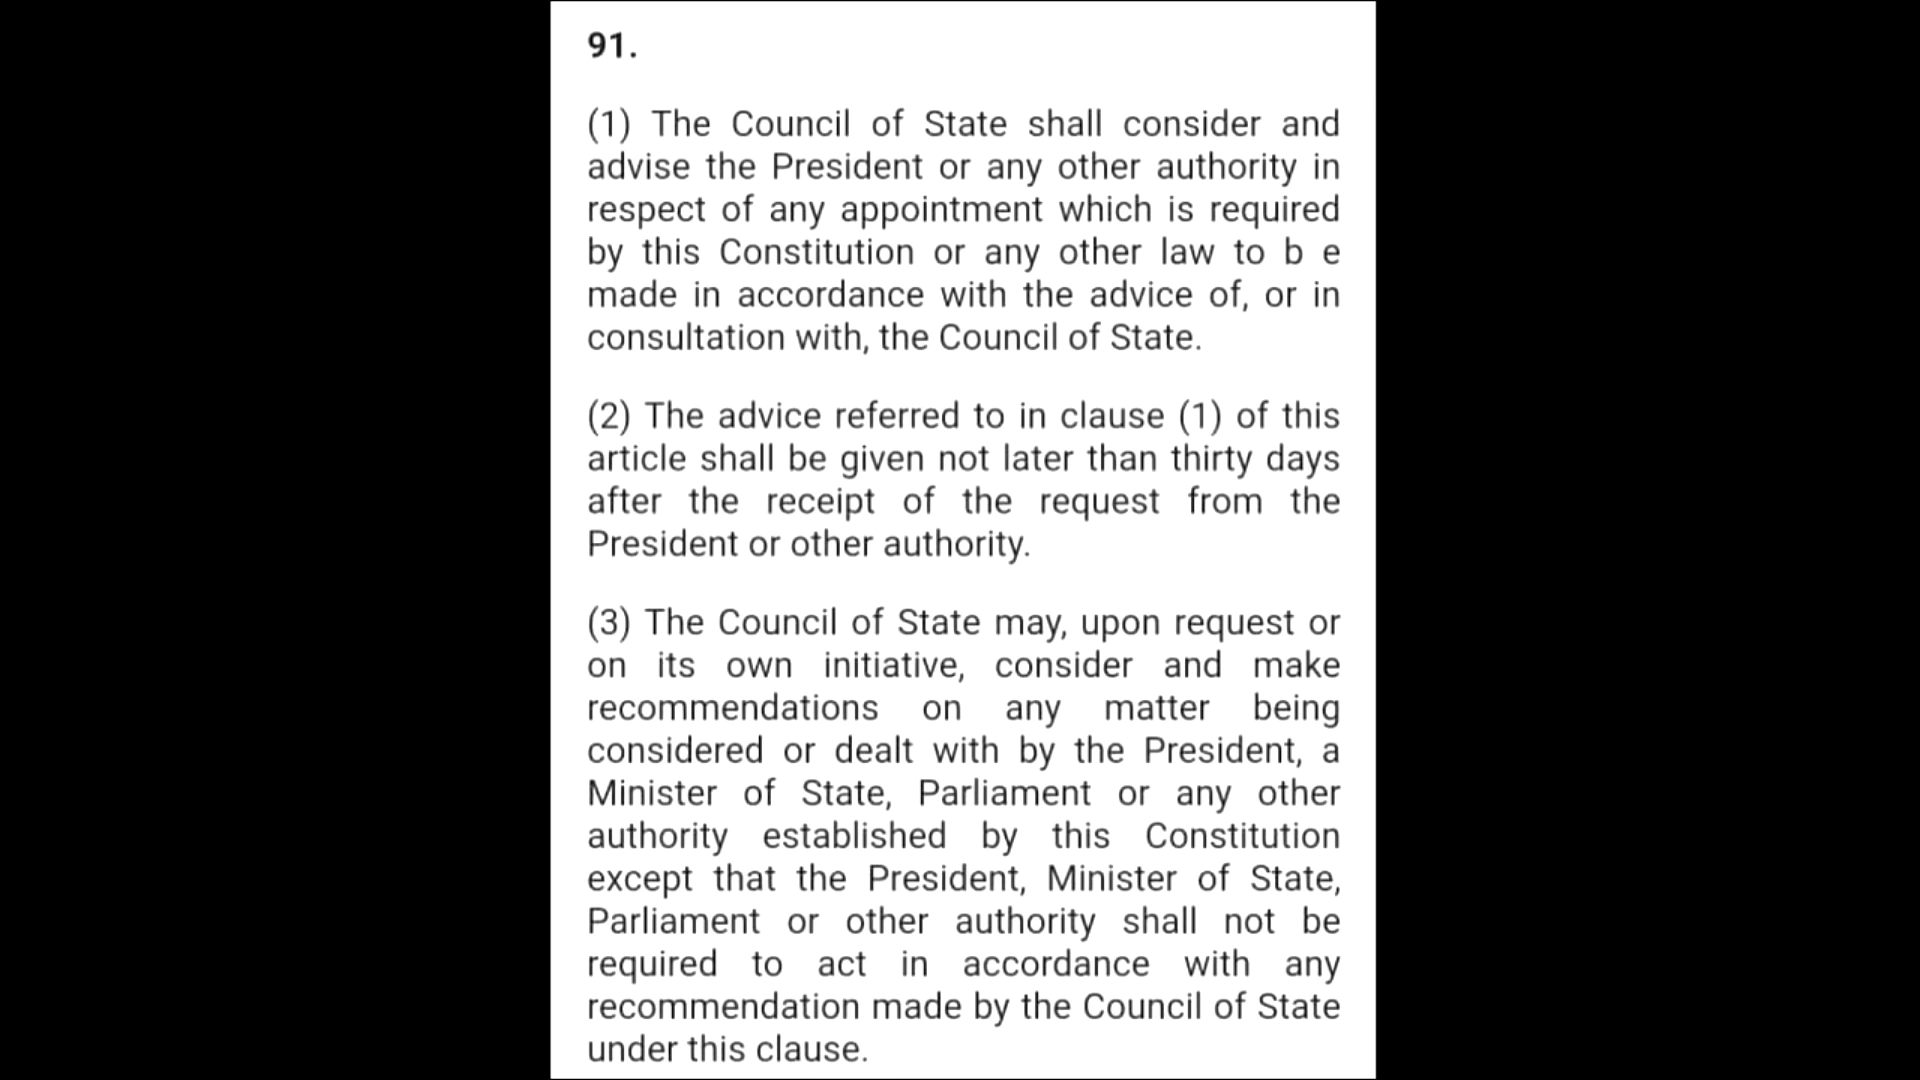 91.
(1) The Council of State shall consider and
advise the President or any other authority in
respect of any appointment which is required
by this Constitution or any other law to b e
made in accordance with the advice of, or in
consultation with, the Council of State.
(2) The advice referred to in clause (1) of this
article shall be given not later than thirty days
after the receipt of the request from the
President or other authority.
(3) The Council of State may, upon request or
on its own initiative, consider and make
recommendations on any matter being
considered or dealt with by the President, a
Minister of State, Parliament or any other
authority established by this Constitution
except that the President, Minister of State,
Parliament or other authority shall not be
required to act in accordance with any
recommendation made by the Council of State
under this clause.